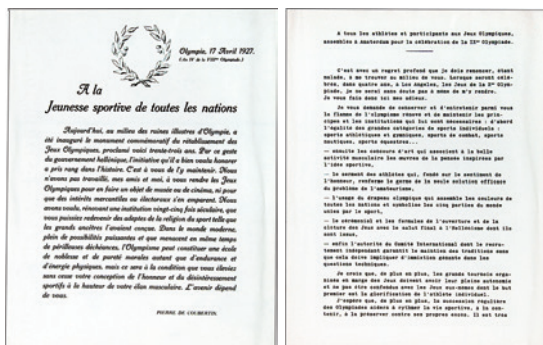 Olympie, 17 Avril 1927.
(An IV de la VIIIme Olympiade.)
A la
Jeunesse sportive de toutes les nations
Aujourd'hui, au milieu des ruines illustres d'Olympie, a
été inauguré le monument commémoratif du rétablissement des
Jeux Olympiques, proclamé voici trente-trois ans. Par ce geste
du gouvernement hellénique, l'initiative qu'il a bien voulu honorer
a pris rang dans l'histoire. C'est à vous de l'y maintenir. Nous
n'avons pas travaillé, mes amis et moi, à vous rendre les Jeux
Olympiques pour en faire un objet de musée ou de cinéma, ni pour
que des intérêts mercantiles ou électoraux s'en emparent. Nous
avons voulu, rénovant une institution vingt-cinq fois séculaire, que
vous puissiez redevenir des adeptes de la religion du sport telle que
les grands ancêtres l'avaient conçue. Dans le monde moderne,
plein de possibilités puissantes et que menacent en même temps
de périlleuses déchéances, l'Olympisme peut constituer une école
de noblesse et de pureté morales autant que d'endurance et
d'énergie physiques, mais ce sera à la condition que vous éleviez
sans cesse votre conception de l'honneur et du désintéressement
sportifs à la hauteur de votre élan musculaire. L'avenir dépend
de vous.
PIERRE DE COUBERTIN.
A tous les athlètes et participants aux Jeux Olympiques,
assemblés à Amsterdam pour la célébration de la IXme Olympiade.
C'est avec un regret profond que je dois renoncer, étant
malade, à me trouver au milieu de vous. Lorsque seront célé-
brés, dans quatre ans, à Los Angeles, les Jeux de la Xme Olym-
piade, je ne serai sans doute pas à même de m'y rendre.
Je vous fais donc ici mes adieux.
Je vous demande de conserver et d'entretenir parmi vous
la flamme de l'olympisme rénové et de maintenir les prin-
cipes et les institutions qui lui sont nécessaires : d'abord
l'égalité des grandes catégories de sports individuels :
sports athlétiques et gymniques, sports de combat, sports
nautiques, sports équestres...
— ensuite les concours d'art qui associent à la belle
activité musculaire les œuvres de la pensée inspirées par
l'idée sportive,
— le serment des athlètes qui, fondé sur le sentiment de
l'honneur, renferme le germe de la seule solution efficace
du problème de l'amateurisme,
— l'usage du drapeau olympique qui assemble les couleurs de
toutes les nations et symbolise les cinq parties du monde
unies par le sport,
— le cérémonial et les formules de l'ouverture et de la
clôture des Jeux avec le salut final à l'Hellénisme dont ils
sont issus,
— enfin l'autorité du Comité International dont le recru-
tement indépendant garantit le maintien des traditions sans
que cela doive impliquer d'immixtion gênante dans les
questions techniques.
Je crois que, de plus en plus, les grands tournois orga-
nisés en marge des Jeux doivent avoir leur pleine autonomie
et ne pas être confondus avec les Jeux eux-mêmes dont le but
premier est la glorification de l'athlète individuel.
J'espère que, de plus en plus, la succession régulière
des Olympiades aidera à rythmer la vie sportive, à la con-
tenir, à la préserver contre ses propres excès. Il est très